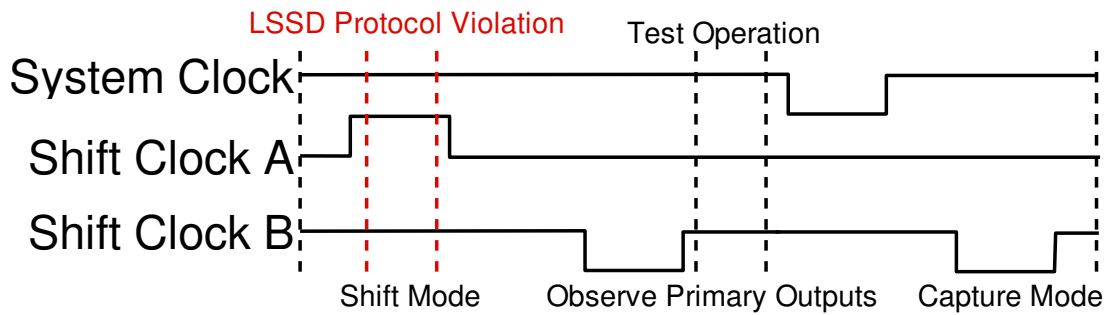 LSSD Protocol Violation
Test Operation
System Clock
Shift Clock A
Shift Clock B
Shift Mode
Observe Primary Outputs
Capture Mode